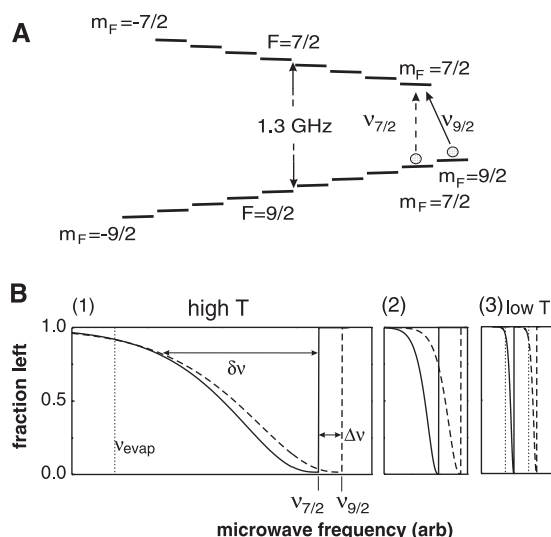 A
m_F=-7/2
F=7/2
m_F=7/2
ν_7/2
ν_9/2
1.3 GHz
m_F=9/2
F=9/2
m_F=7/2
m_F=-9/2
B
(1) high T (2) (3) low T
fraction left
1.0
0.5
0.0
δν
Δν
ν_evap
ν_7/2 ν_9/2
microwave frequency (arb)